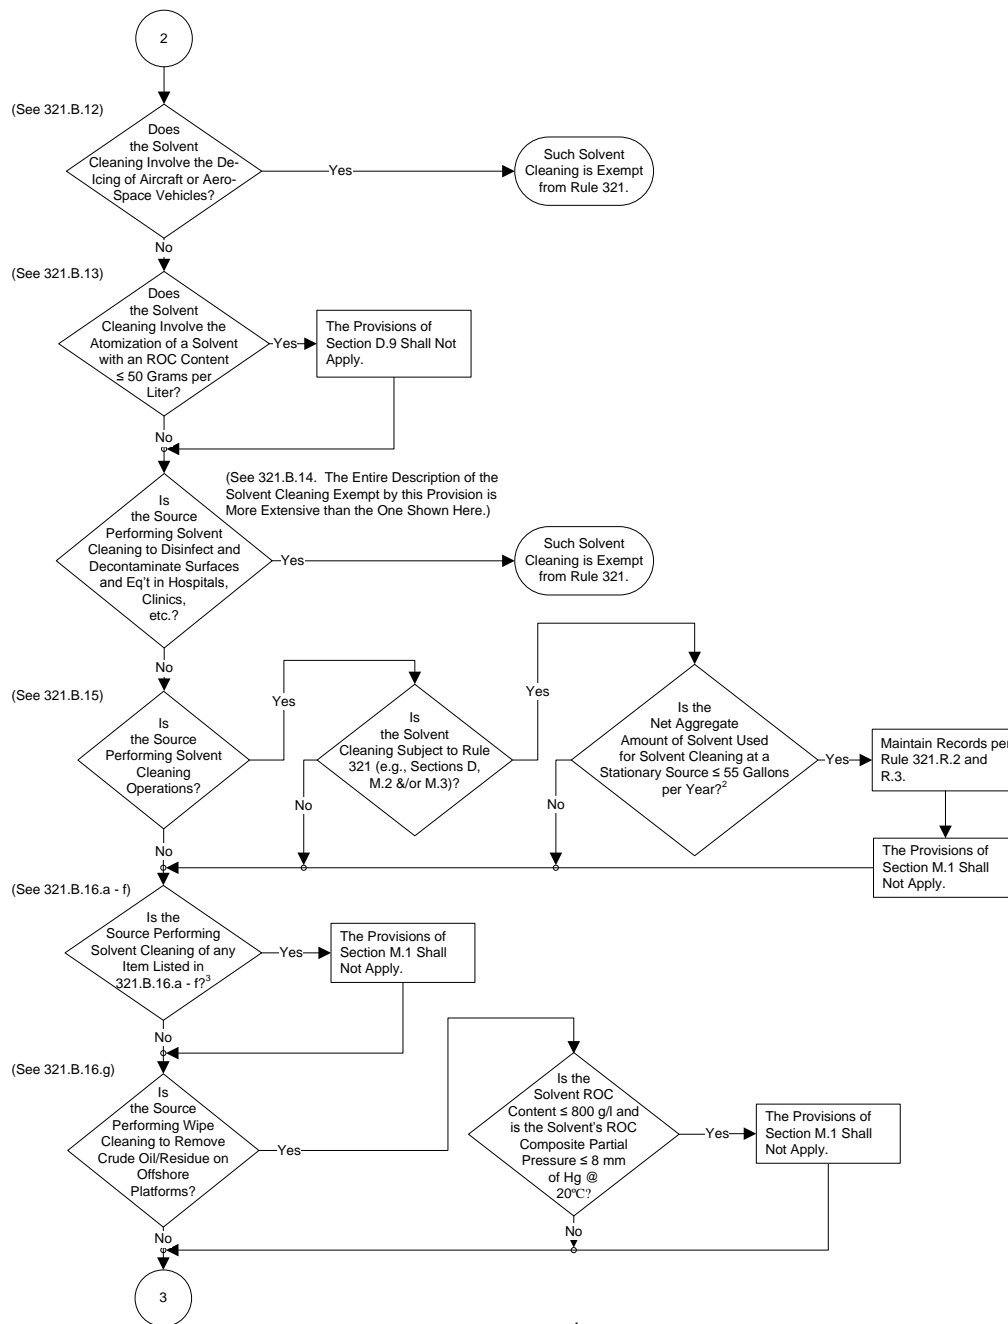 2
(See 321.B.12)
Does
the Solvent
Cleaning Involve the De-
Icing of Aircraft or Aero-
Space Vehicles?
Yes
Such Solvent
Cleaning is Exempt
from Rule 321.
No
(See 321.B.13)
Does
the Solvent
Cleaning Involve the
Atomization of a Solvent
with an ROC Content
≤ 50 Grams per
Liter?
Yes
The Provisions of
Section D.9 Shall Not
Apply.
No
(See 321.B.14. The Entire Description of the
Solvent Cleaning Exempt by this Provision is
More Extensive than the One Shown Here.)
Is
the Source
Performing Solvent
Cleaning to Disinfect and
Decontaminate Surfaces
and Eq't in Hospitals,
Clinics,
etc.?
Yes
Such Solvent
Cleaning is Exempt
from Rule 321.
No
(See 321.B.15)
Is
the Source
Performing Solvent
Cleaning
Operations?
Yes
Is
the Solvent
Cleaning Subject to Rule
321 (e.g., Sections D,
M.2 &/or M.3)?
Yes
No
Is the
Net Aggregate
Amount of Solvent Used
for Solvent Cleaning at a
Stationary Source ≤ 55 Gallons
per Year?2
Yes
No
Maintain Records per
Rule 321.R.2 and
R.3.
The Provisions of
Section M.1 Shall
Not Apply.
No
(See 321.B.16.a - f)
Is the
Source Performing
Solvent Cleaning of any
Item Listed in
321.B.16.a - f?3
Yes
The Provisions of
Section M.1 Shall
Not Apply.
No
(See 321.B.16.g)
Is
the Source
Performing Wipe
Cleaning to Remove
Crude Oil/Residue on
Offshore
Platforms?
Yes
Is the
Solvent ROC
Content ≤ 800 g/l and
is the Solvent's ROC
Composite Partial
Pressure ≤ 8 mm
of Hg @
20℃?
Yes
The Provisions of
Section M.1 Shall
Not Apply.
No
No
3